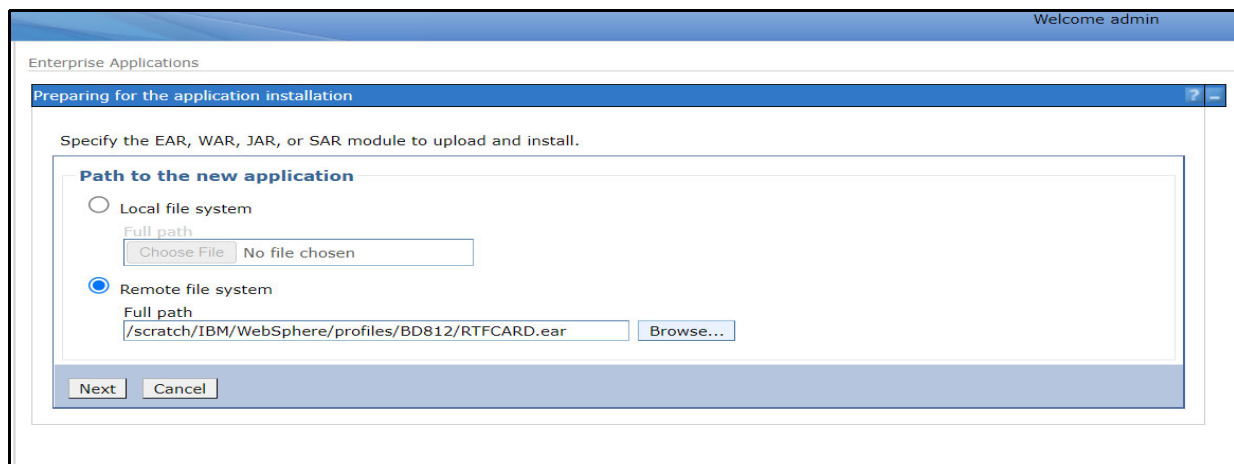 Welcome admin
Enterprise Applications
Preparing for the application installation ? –
Specify the EAR, WAR, JAR, or SAR module to upload and install.
Path to the new application
Local file system
Full path
Choose File No file chosen
Remote file system
Full path
/scratch/IBM/WebSphere/profiles/BD812/RTFCARD.ear Browse...
Next Cancel